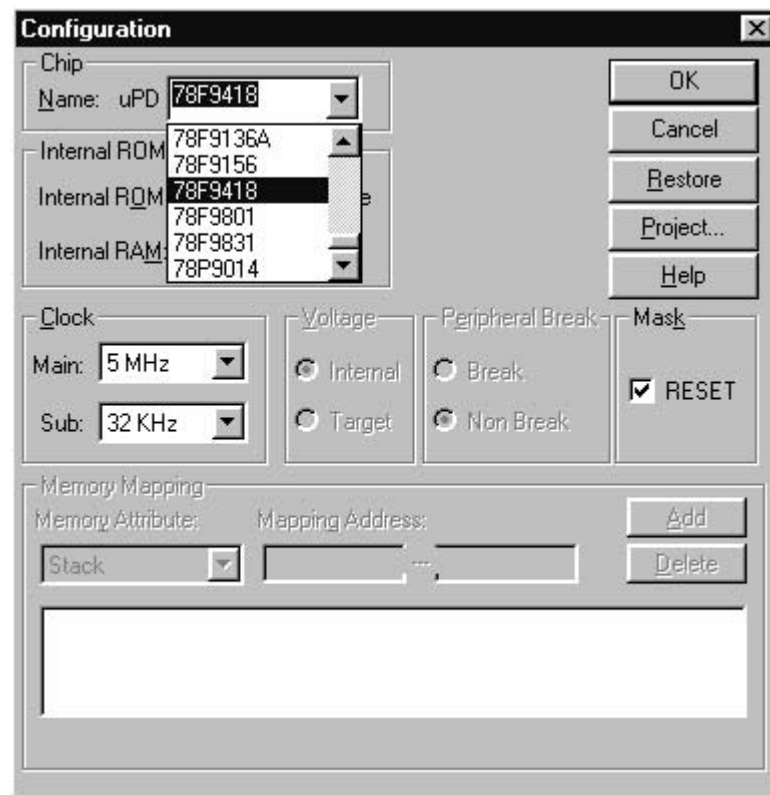 Configuration
Chip
Name: uPD 78F9418
78F9136A
78F9156
78F9418
78F9801
78F9831
78P9014
Internal ROM
Internal ROM
Internal RAM:
OK
Cancel
Restore
Project...
Help
Clock
Main: 5 MHz
Sub: 32 KHz
Voltage
Internal
Target
Peripheral Break
Break
Non Break
Mask
RESET
Memory Mapping
Memory Attribute:
Mapping Address:
Stack
---
Add
Delete